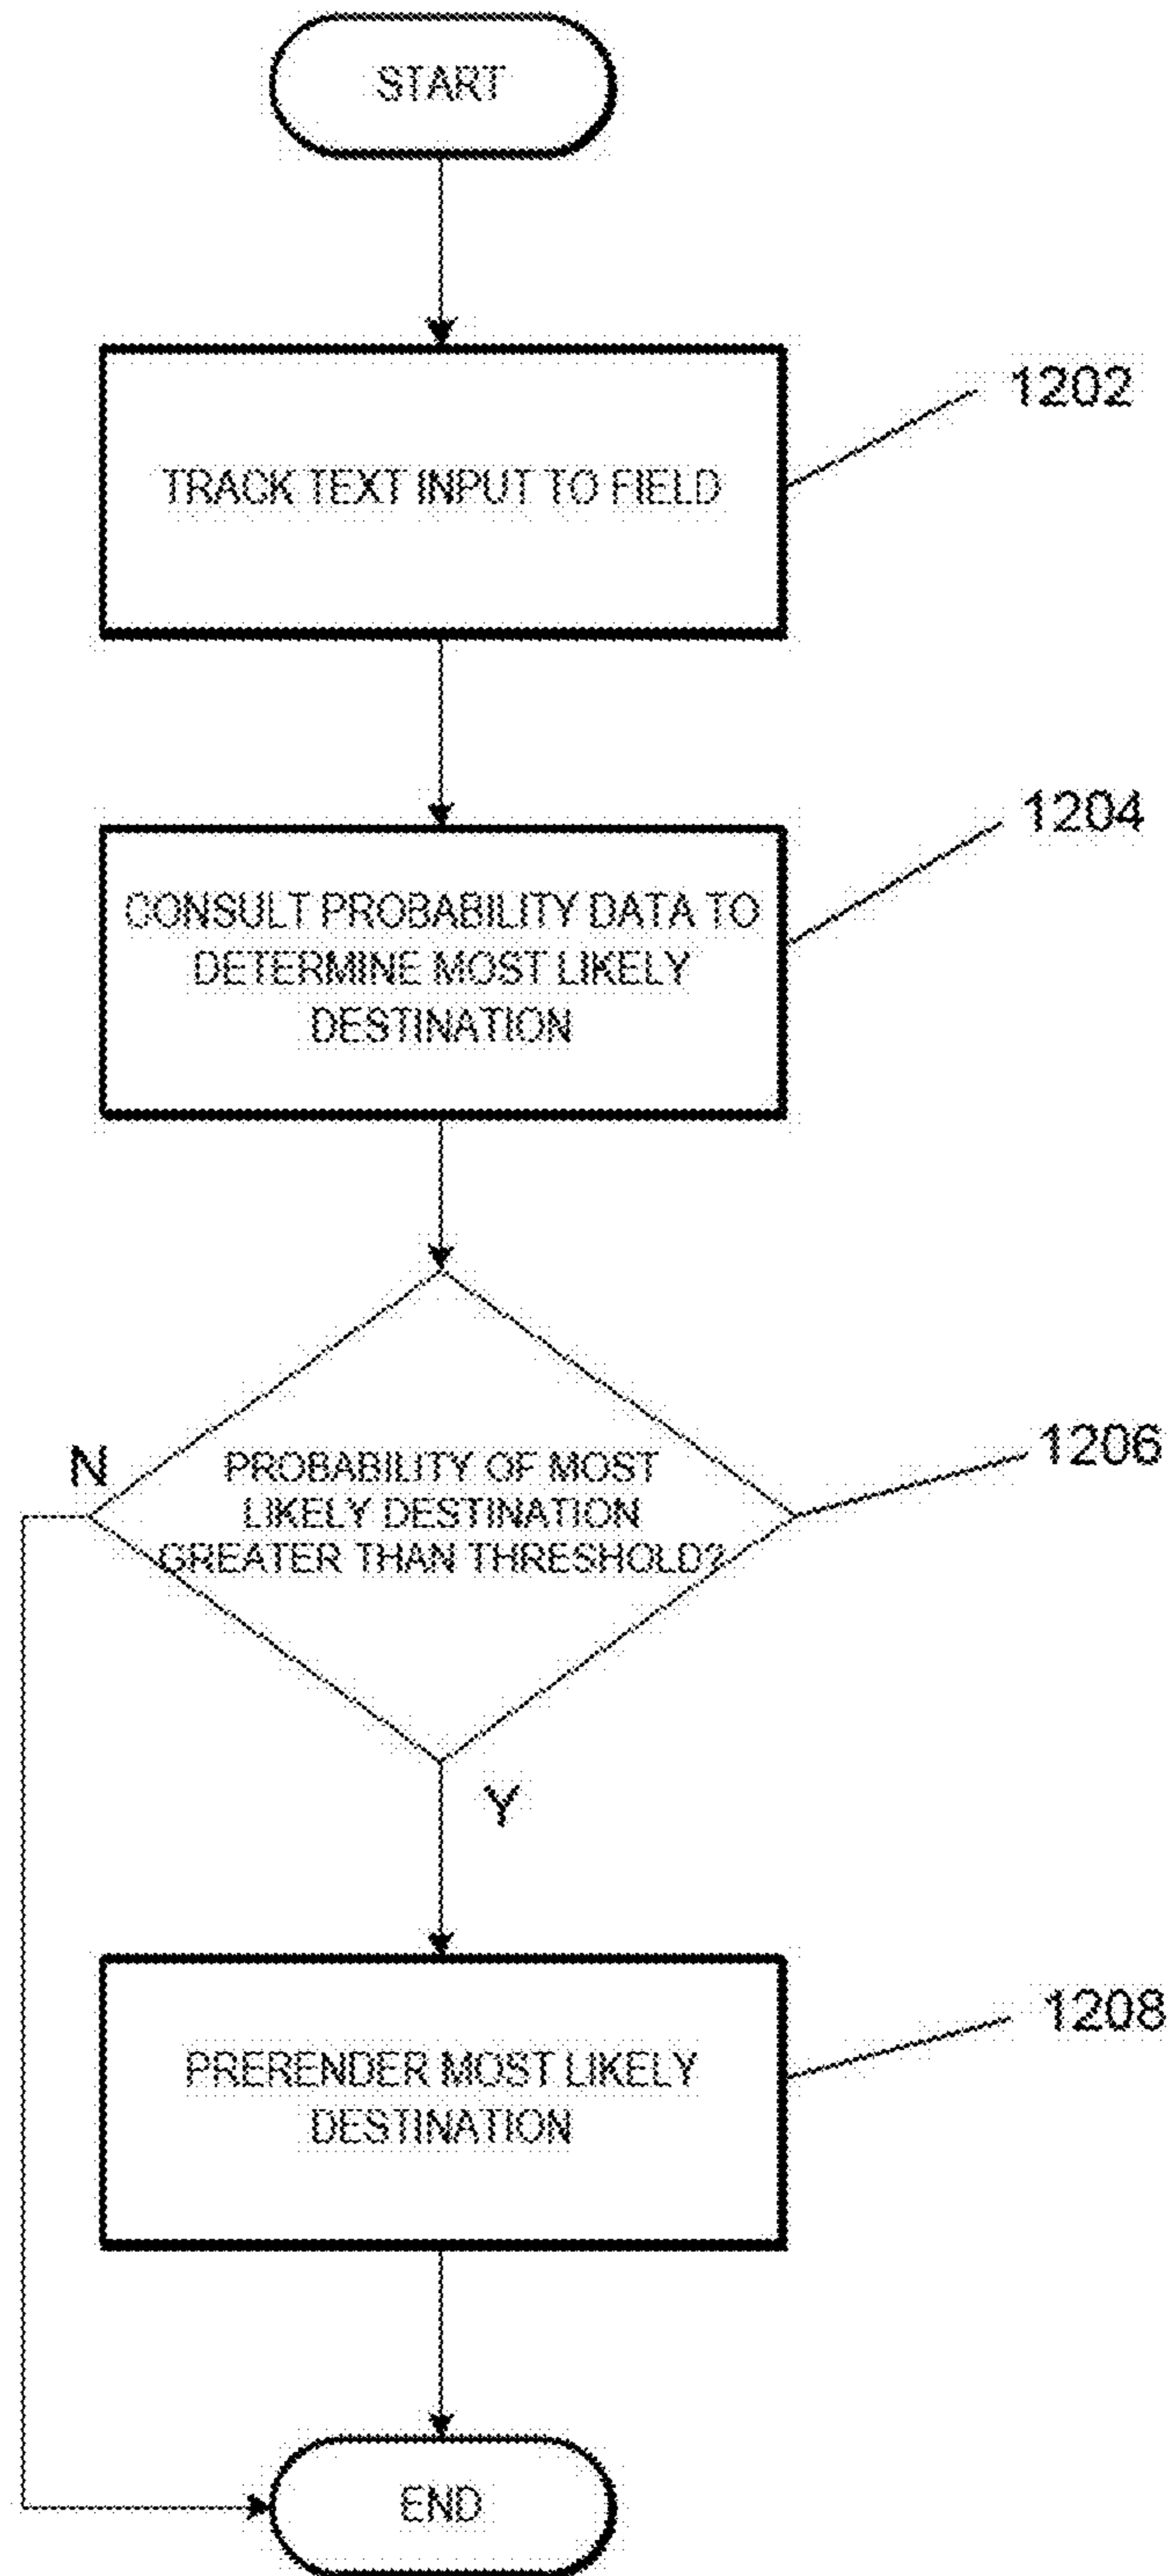 START
1202
TRACK TEXT INPUT TO FIELD
1204
CONSULT PROBABILITY DATA TO
DETERMINE MOST LIKELY
DESTINATION
1206
N
PROBABILITY OF MOST
LIKELY DESTINATION
GREATER THAN THRESHOLD?
Y
1208
PRERENDER MOST LIKELY
DESTINATION
END